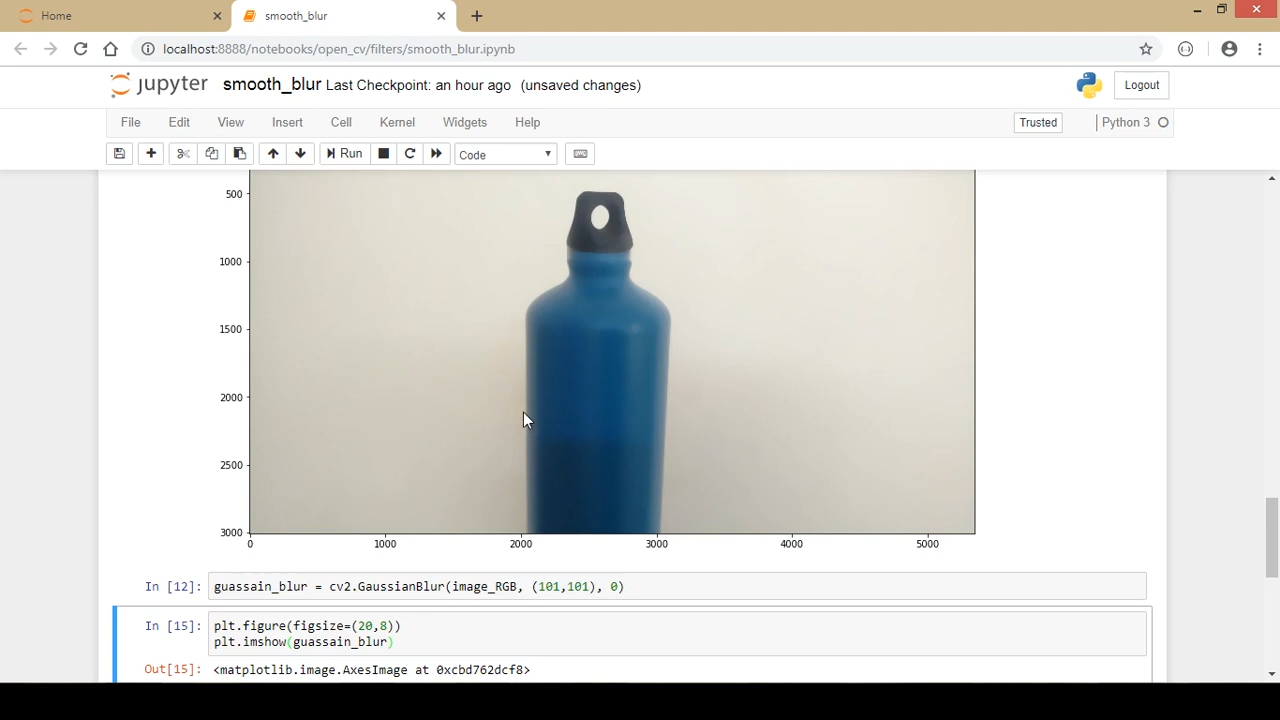 Home
smooth_blur
localhost:8888/notebooks/open_cv/filters/smooth_blur.ipynb
jupyter smooth_blur Last Checkpoint: an hour ago (unsaved changes) Logout
File Edit View Insert Cell Kernel Widgets Help Trusted Python 3
Run Code
500
1000
1500
2000
2500
3000
0 1000 2000 3000 4000 5000
In [12]: guassain_blur = cv2.GaussianBlur(image_RGB, (101,101), 0)
In [15]: plt.figure(figsize=(20,8))
plt.imshow(guassain_blur)
Out[15]: <matplotlib.image.AxesImage at 0xcbd762dcf8>